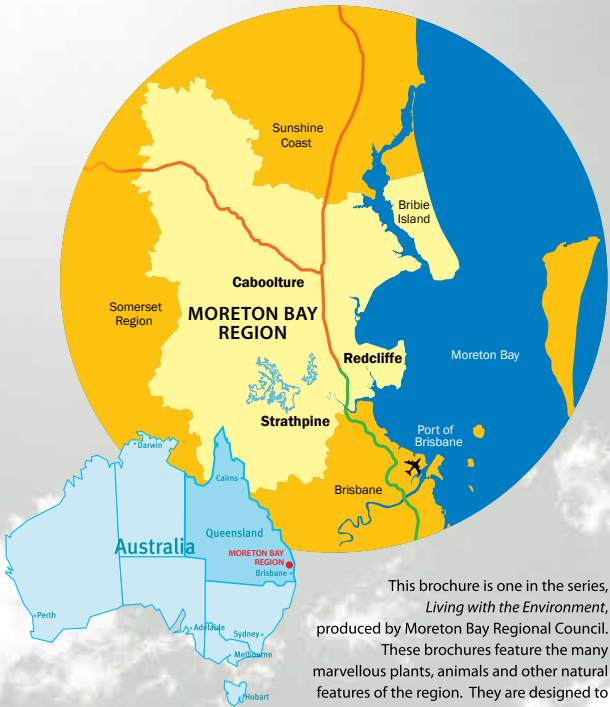 Sunshine
Coast
Bribie
Island
Caboolture
Somerset
Region
MORETON BAY
REGION
Redcliffe
Moreton Bay
Strathpine
Port of
Brisbane
Brisbane
Darwin
Cairns
Queensland
Australia
MORETON BAY
REGION
Brisbane
Perth
Adelaide
Sydney
Melbourne
Hobart
This brochure is one in the series,
Living with the Environment,
produced by Moreton Bay Regional Council.
These brochures feature the many
marvellous plants, animals and other natural
features of the region. They are designed to